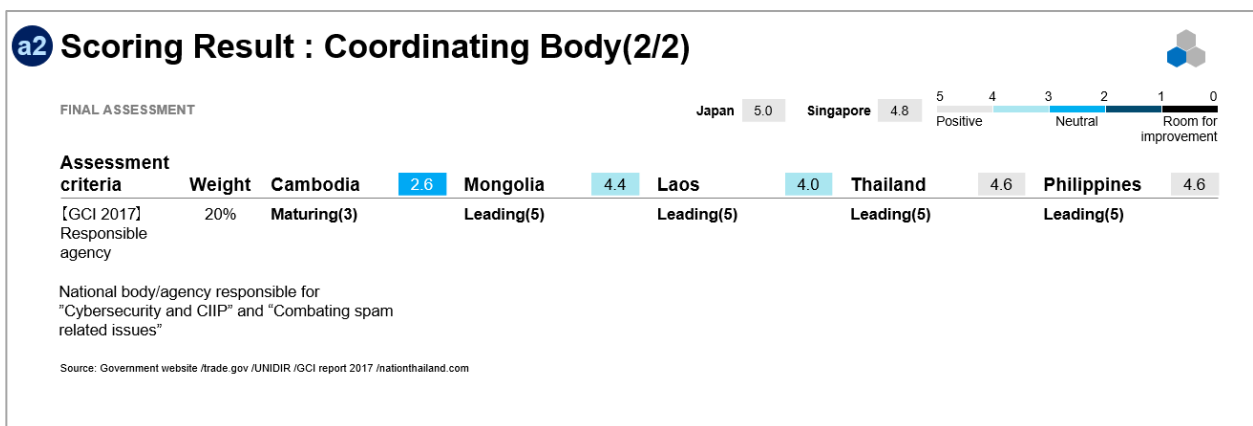 a2 Scoring Result : Coordinating Body(2/2)
FINAL ASSESSMENT
Japan 5.0 Singapore 4.8
5 4 3 2 1 0
Positive Neutral Room for
improvement
Assessment
criteria Weight Cambodia 2.6 Mongolia 4.4 Laos 4.0 Thailand 4.6 Philippines 4.6
【GCI 2017】 20% Maturing(3) Leading(5) Leading(5) Leading(5) Leading(5)
Responsible
agency
National body/agency responsible for
”Cybersecurity and CIIP” and “Combating spam
related issues”
Source: Government website /trade.gov /UNIDIR /GCI report 2017 /nationthailand.com